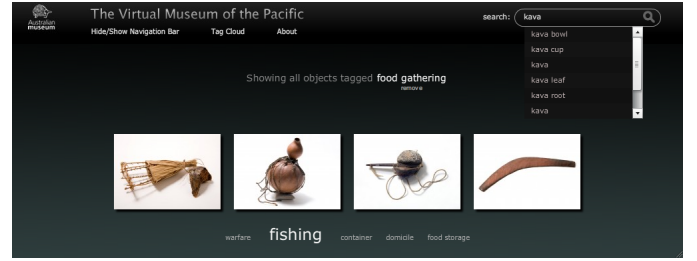 Australian
museum
The Virtual Museum of the Pacific
Hide/Show Navigation Bar Tag Cloud About
search: kava
kava bowl
kava cup
kava
kava leaf
kava root
kava
Showing all objects tagged food gathering
remove
warfare fishing container domicile food storage